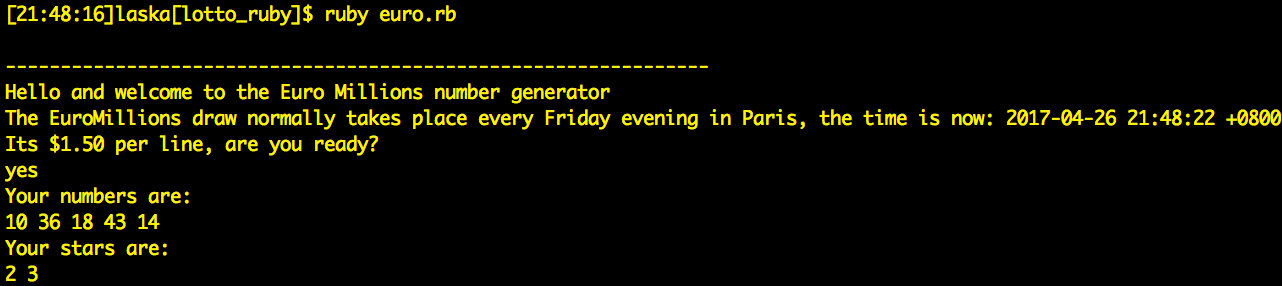 [21:48:16]laska[lotto_ruby]$ ruby euro.rb
----------------------------------------------------------------
Hello and welcome to the Euro Millions number generator
The EuroMillions draw normally takes place every Friday evening in Paris, the time is now: 2017-04-26 21:48:22 +0800
Its $1.50 per line, are you ready?
yes
Your numbers are:
10 36 18 43 14
Your stars are:
2 3